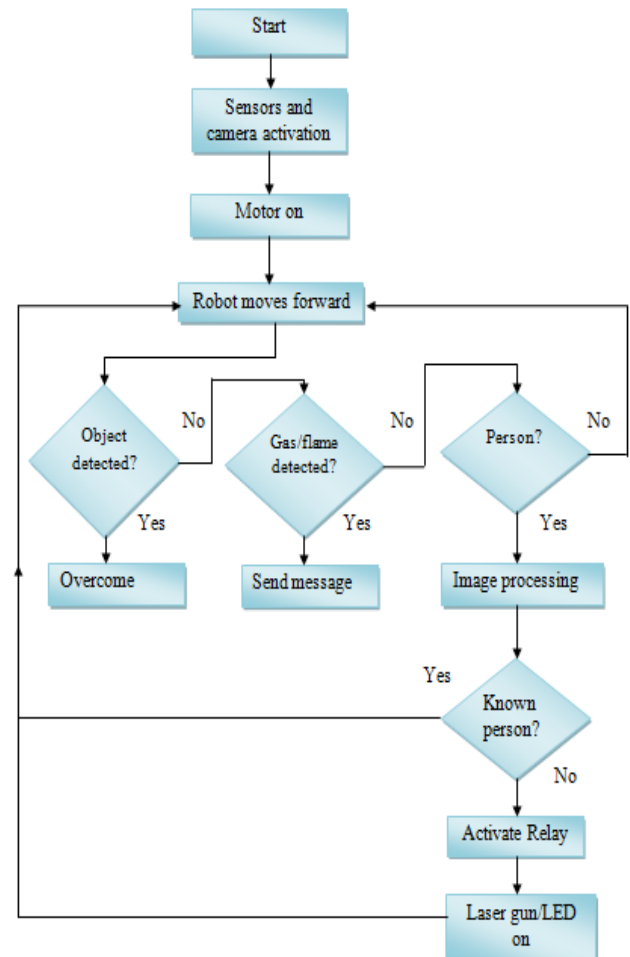 Start
Sensors and
camera activation
Motor on
Robot moves forward
Object
detected?
No
Gas/flame
detected?
No
Person?
No
Yes
Yes
Yes
Overcome
Send message
Image processing
Yes
Known
person?
No
Activate Relay
Laser gun/LED
on